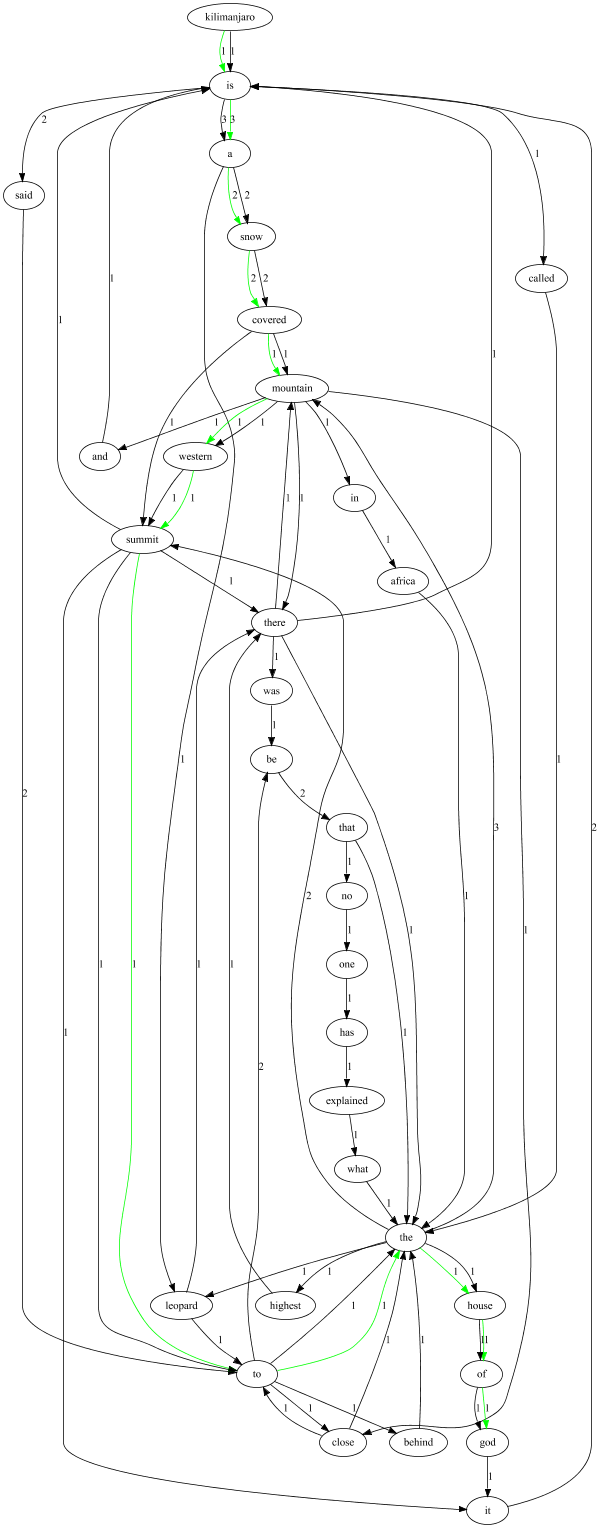 kilimanjaro
1 1
is
2 3 3 1
a
said
2 2
snow
called
2 2
covered
1 1
1
1
1
mountain
1 1 1 1
and
western
in
1 1 1
summit
1
africa
1
1
there
1
was
1
be
1
2
2
that
3
1
no
2 1
1
one
1 1 1 1
has
1
1
1
explained
2
1
what
1
the
1 1 1 1
leopard
highest
house
1 1 1 11
to
of
1 1 1 1 1 1
close
behind
god
1
it